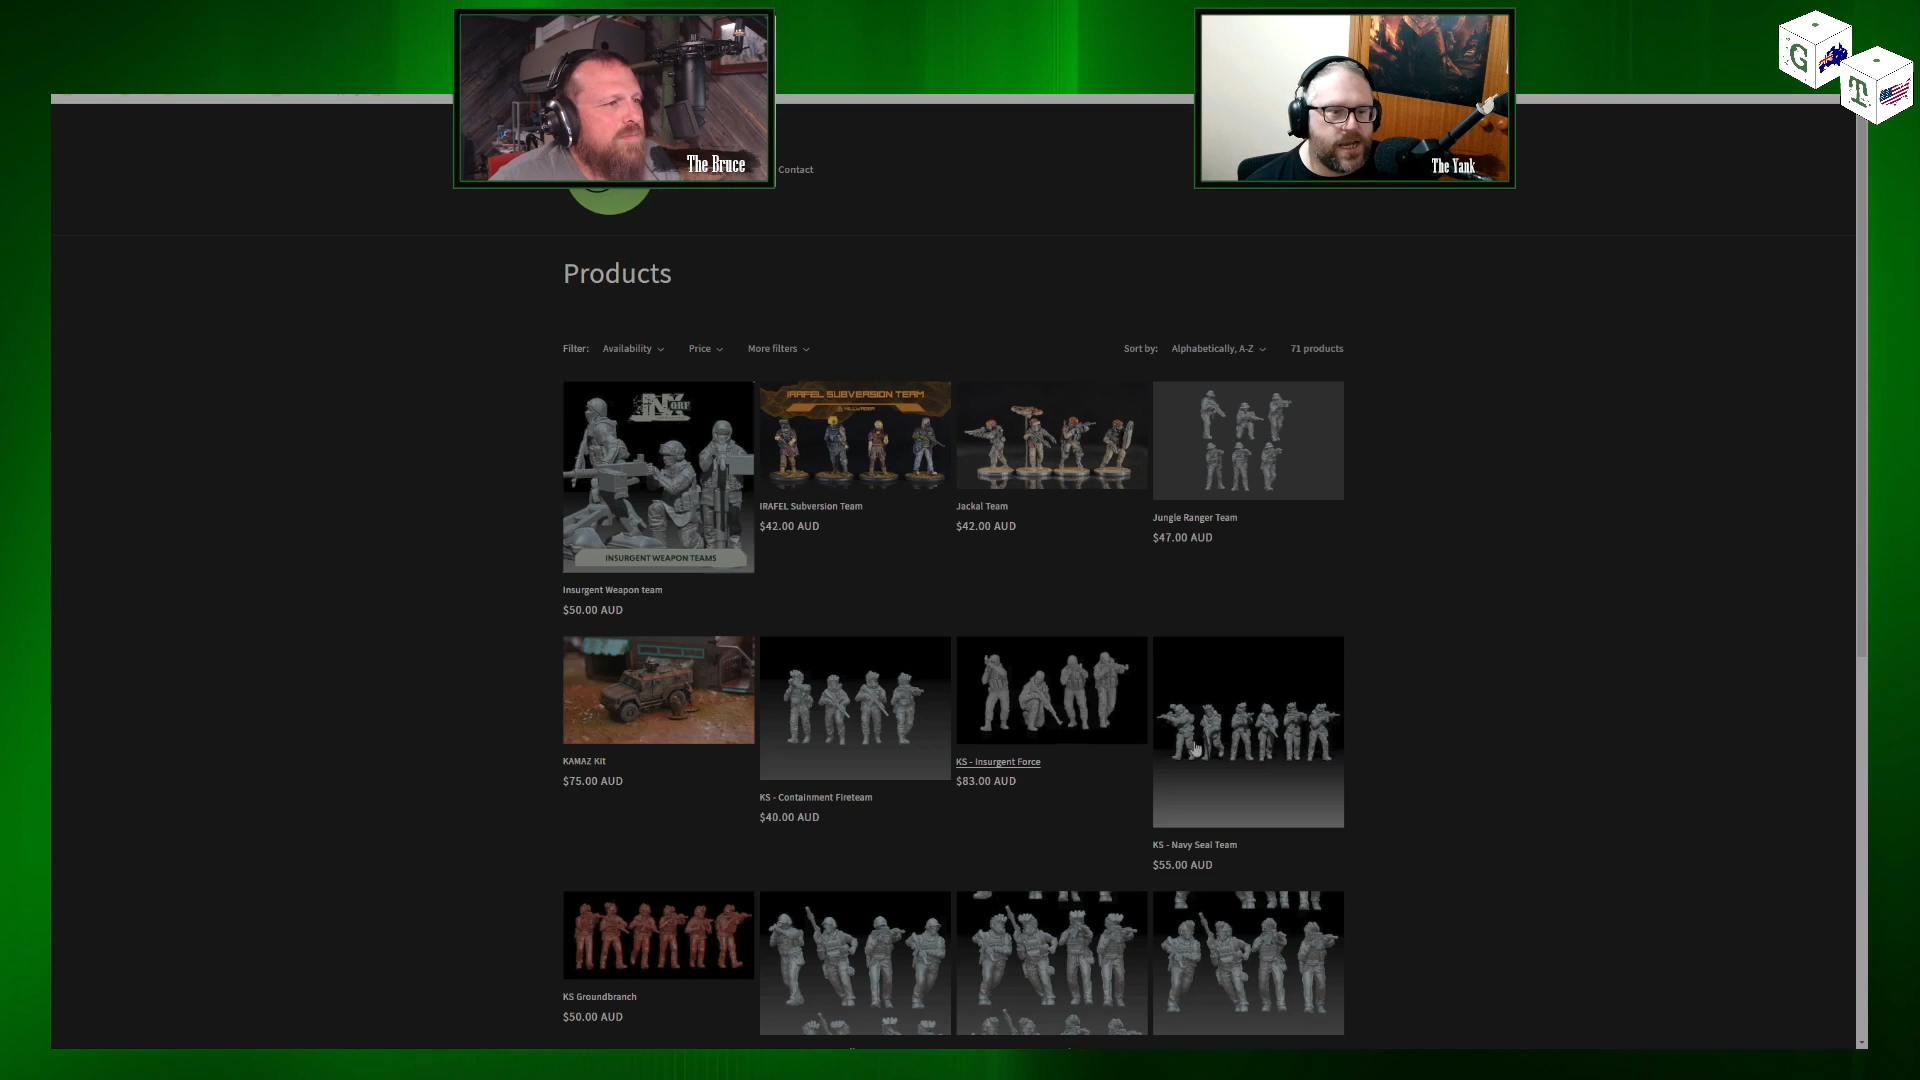 The Bruce
The Yank
G
T
Contact
Products
Filter: Availability Price More filters
Sort by: Alphabetically, A-Z 71 products
JNX
QRF
INSURGENT WEAPON TEAMS
Insurgent Weapon team
$50.00 AUD
IRAFEL SUBVERSION TEAM
IRAFEL Subversion Team
$42.00 AUD
Jackal Team
$42.00 AUD
Jungle Ranger Team
$47.00 AUD
KAMAZ Kit
$75.00 AUD
KS - Containment Fireteam
$40.00 AUD
KS - Insurgent Force
$83.00 AUD
KS - Navy Seal Team
$55.00 AUD
KS Groundbranch
$50.00 AUD